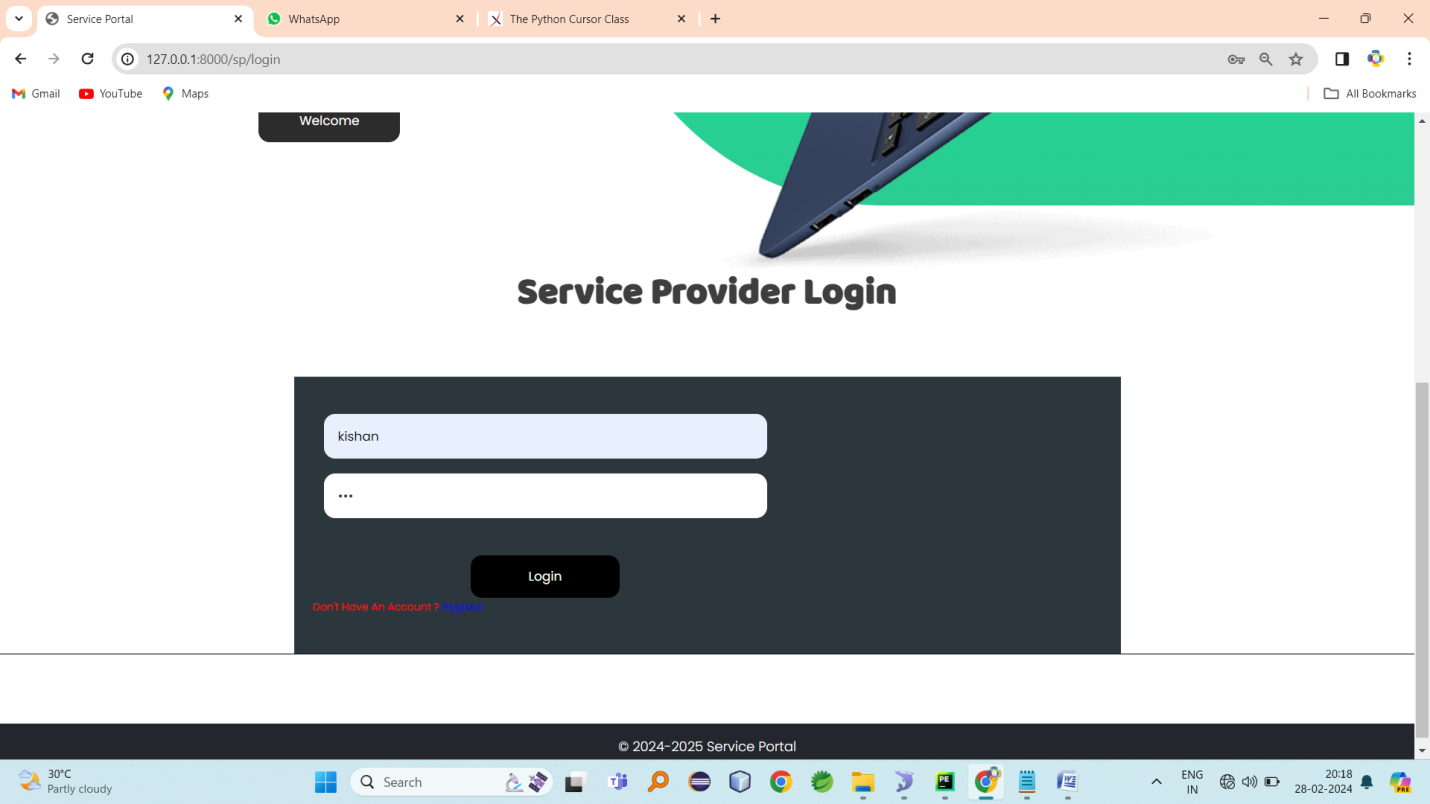 Service Portal
WhatsApp
The Python Cursor Class
127.0.0.1:8000/sp/login
Gmail
YouTube
Maps
All Bookmarks
Welcome
Service Provider Login
kishan
Login
Don't Have An Account ? Register
© 2024-2025 Service Portal
30°C
Partly cloudy
Search
ENG
IN
20:18
28-02-2024
PRE